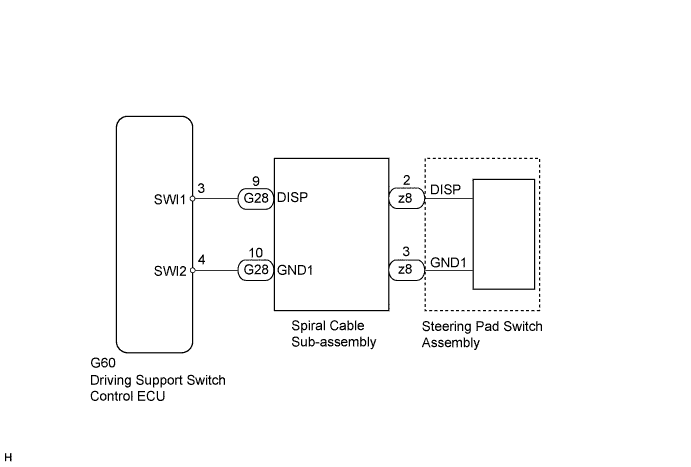 9
2
3
SWI1
G28
DISP
z8
DISP
10
3
4
SWI2
G28
GND1
z8
GND1
Spiral Cable
Sub-assembly
Steering Pad Switch
Assembly
G60
Driving Support Switch
Control ECU
H